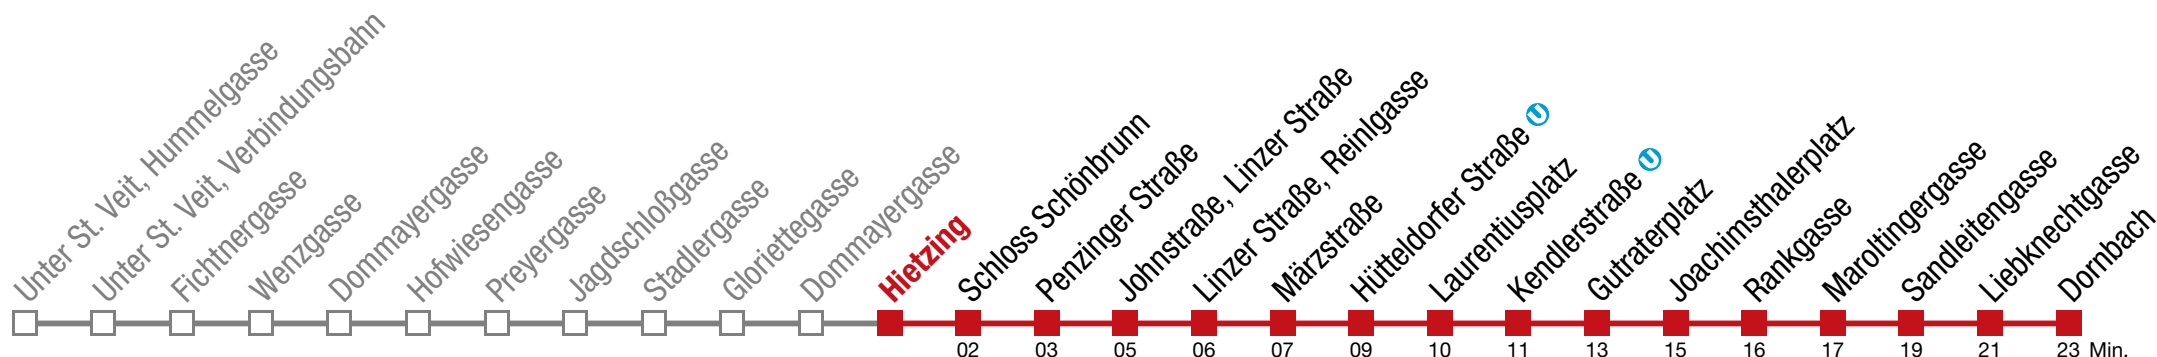 Unter St. Veit, Hummelgasse
Unter St. Veit, Verbindungsbahn
Fichtnergasse
Wenzgasse
Dommayergasse
Hofwiesengasse
Preyergasse
Jagdschloßgasse
Stadlergasse
Gloriettegasse
Dommayergasse
Hietzing
Schloss Schönbrunn
Penzinger Straße
Johnstraße, Linzer Straße
Linzer Straße, Reinlgasse
Märzstraße
Hütteldorfer Straße U
Laurentiusplatz
Kendlerstraße U
Gutraterplatz
Joachimsthalerplatz
Rankgasse
Maroltingergasse
Sandleitengasse
Liebknechtgasse
Dornbach
02 03 05 06 07 09 10 11 13 15 16 17 19 21 23 Min.